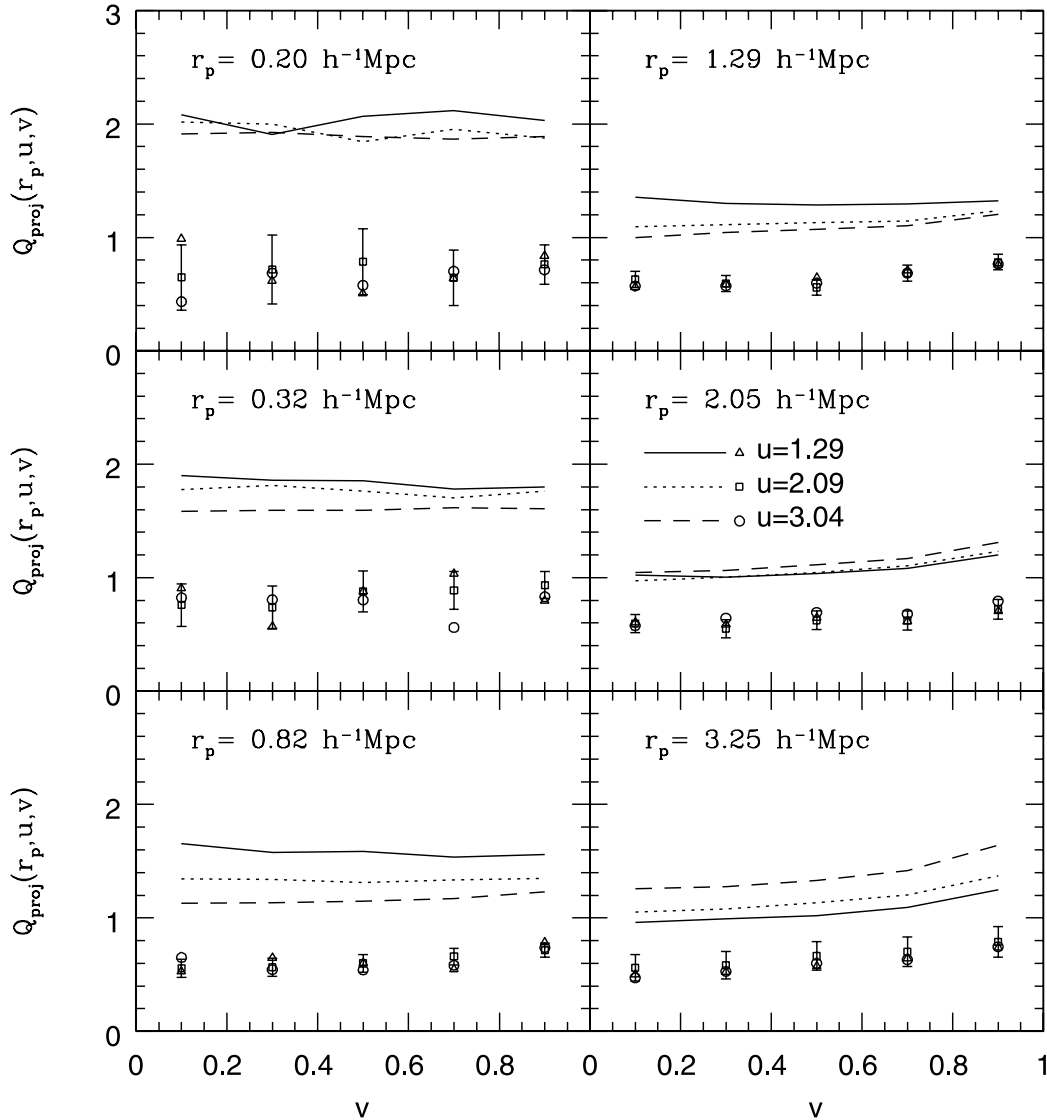 Q_proj(r_p,u,v)
3
2
1
0
r_p= 0.20 h⁻¹Mpc
r_p= 1.29 h⁻¹Mpc
Q_proj(r_p,u,v)
2
1
0
r_p= 0.32 h⁻¹Mpc
r_p= 2.05 h⁻¹Mpc
u=1.29
u=2.09
u=3.04
Q_proj(r_p,u,v)
2
1
0
r_p= 0.82 h⁻¹Mpc
r_p= 3.25 h⁻¹Mpc
0 0.2 0.4 0.6 0.8 0 0.2 0.4 0.6 0.8 1
v v